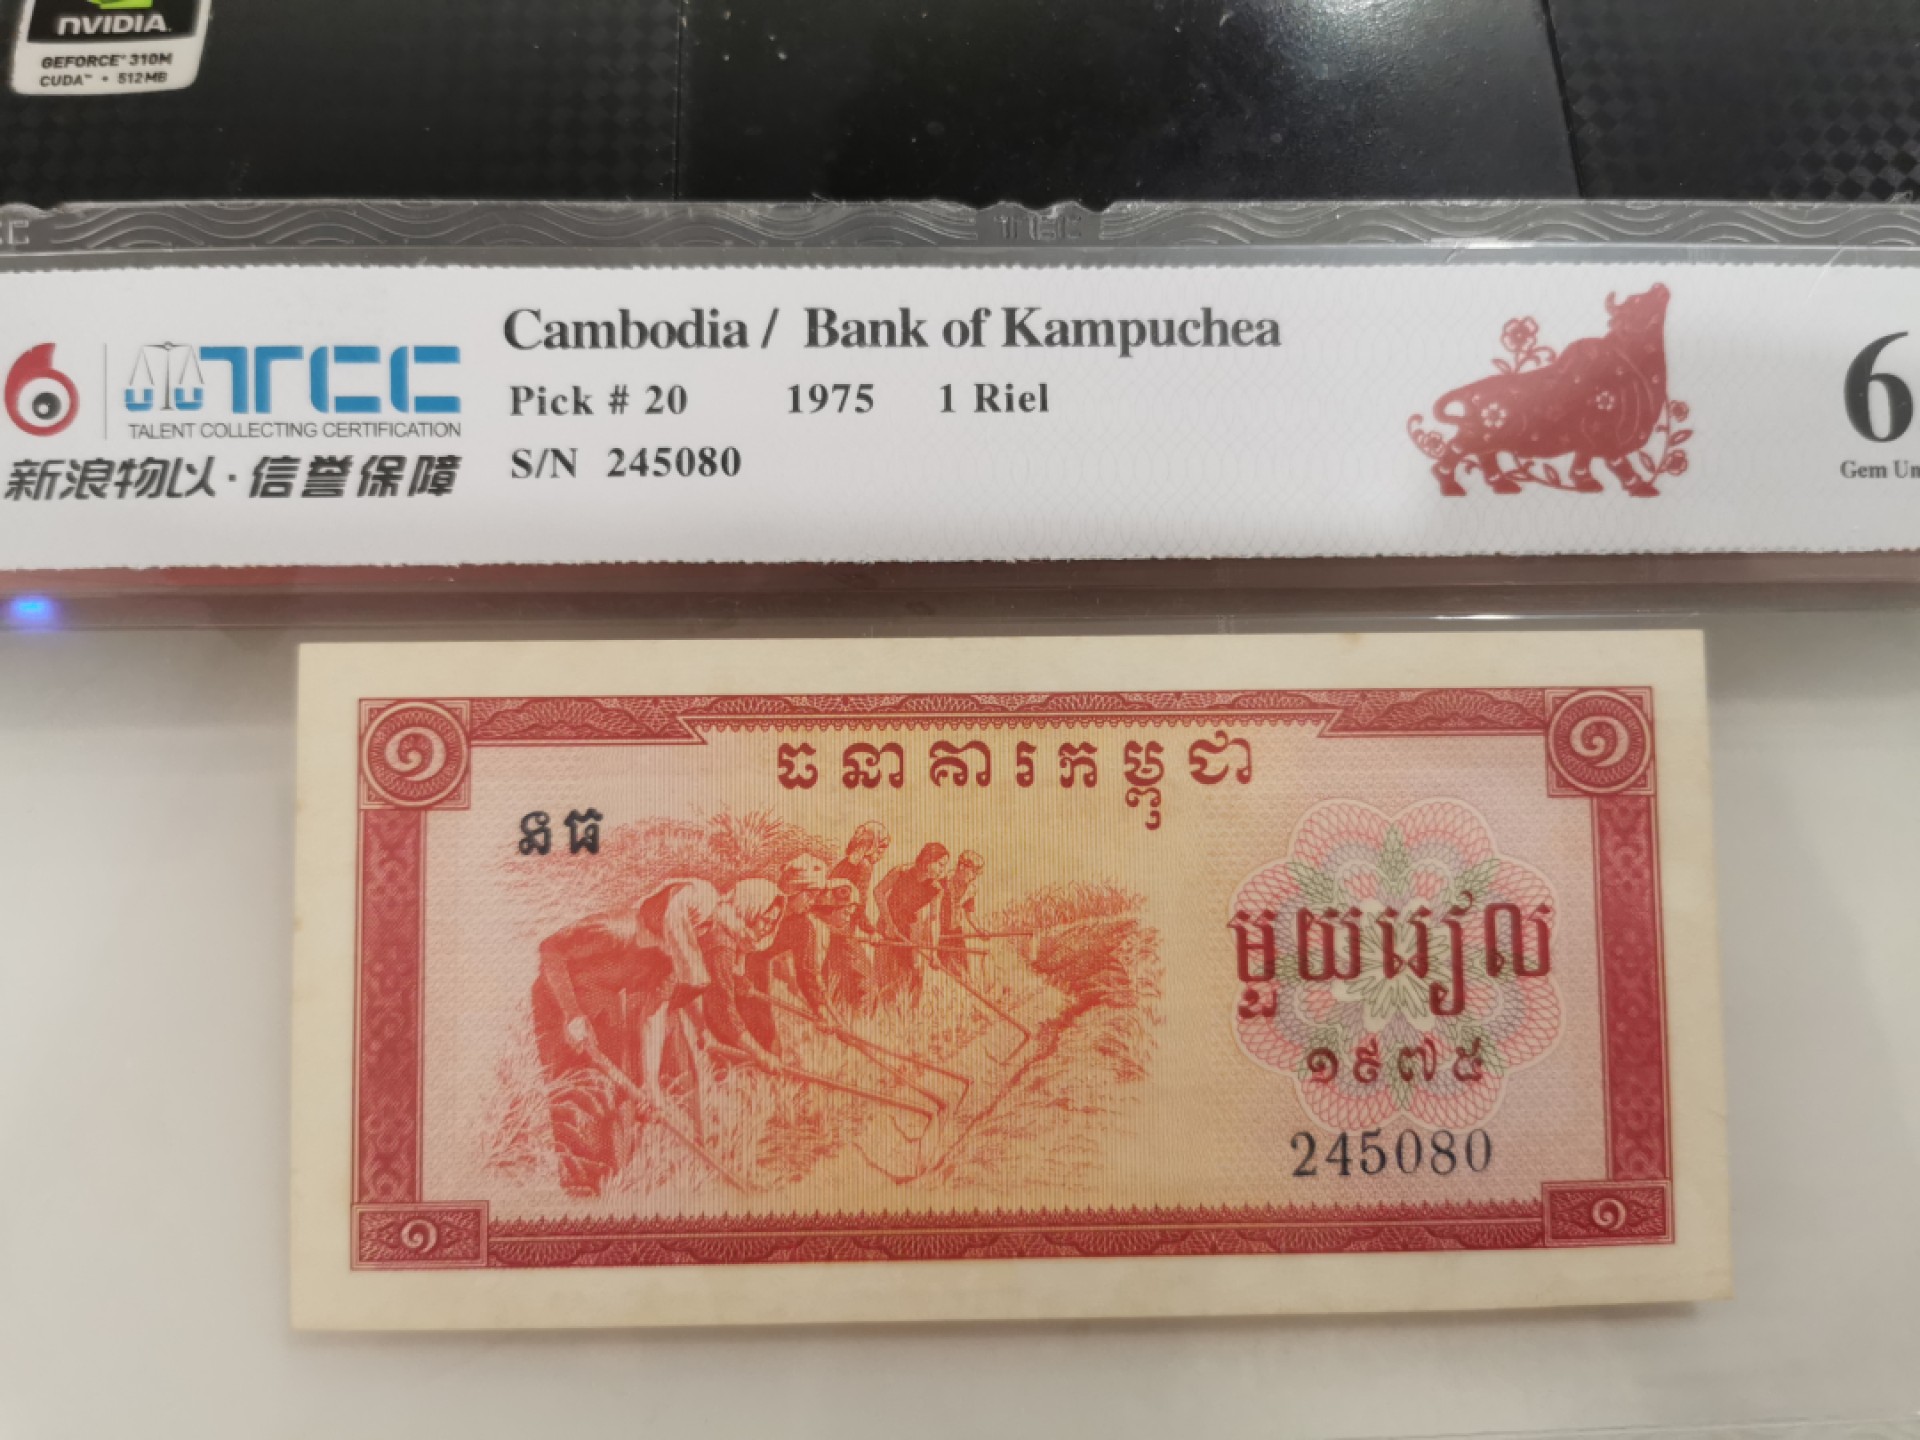 NVIDIA.
GEFORCE® 310M
CUDA™ • 512MB
TCC
Cambodia / Bank of Kampuchea
TCC
TALENT COLLECTING CERTIFICATION
Pick # 20 1975 1 Riel
新浪物以·信誉保障
S/N 245080
6
Gem Un
១ ធនាគារកម្ពុជា ១
នធ
មួយរៀល
១៩៧៥
245080
១ ១